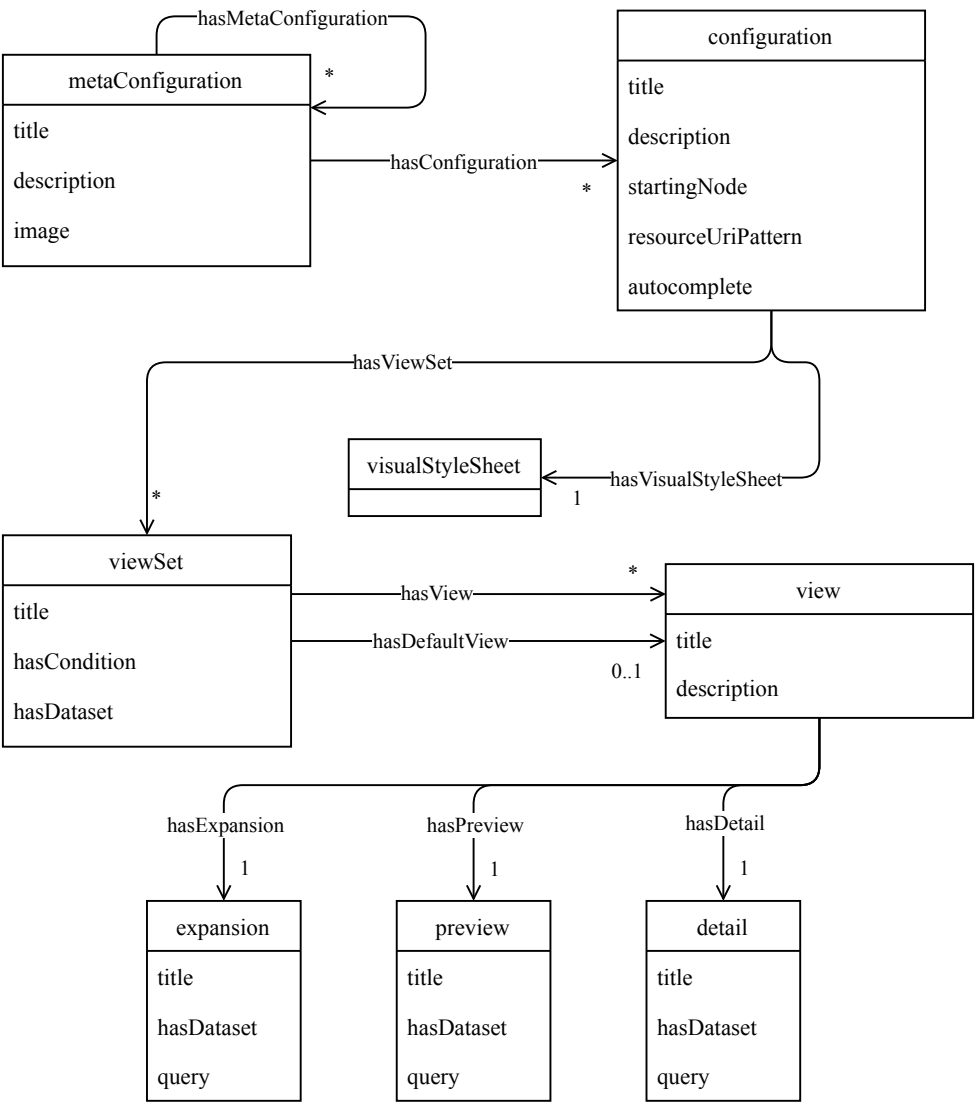 hasMetaConfiguration
*
metaConfiguration
title
description
image
hasConfiguration
*
configuration
title
description
startingNode
resourceUriPattern
autocomplete
hasViewSet
*
visualStyleSheet
hasVisualStyleSheet
1
viewSet
title
hasCondition
hasDataset
hasView
*
hasDefaultView
0..1
view
title
description
hasExpansion
1
hasPreview
1
hasDetail
1
expansion
title
hasDataset
query
preview
title
hasDataset
query
detail
title
hasDataset
query